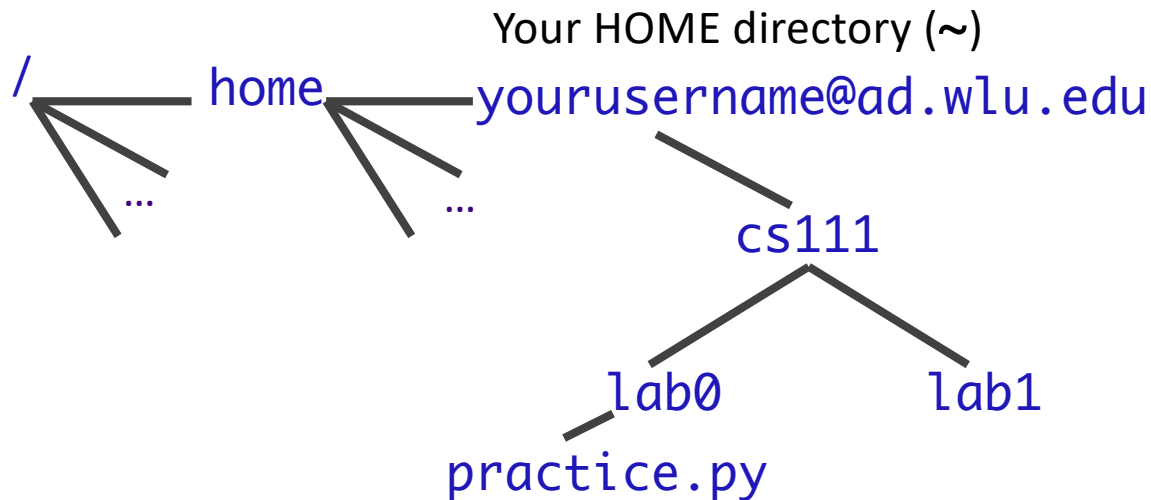 Your HOME directory (~)
/ home yourusername@ad.wlu.edu
... ...
cs111
lab0 lab1
practice.py